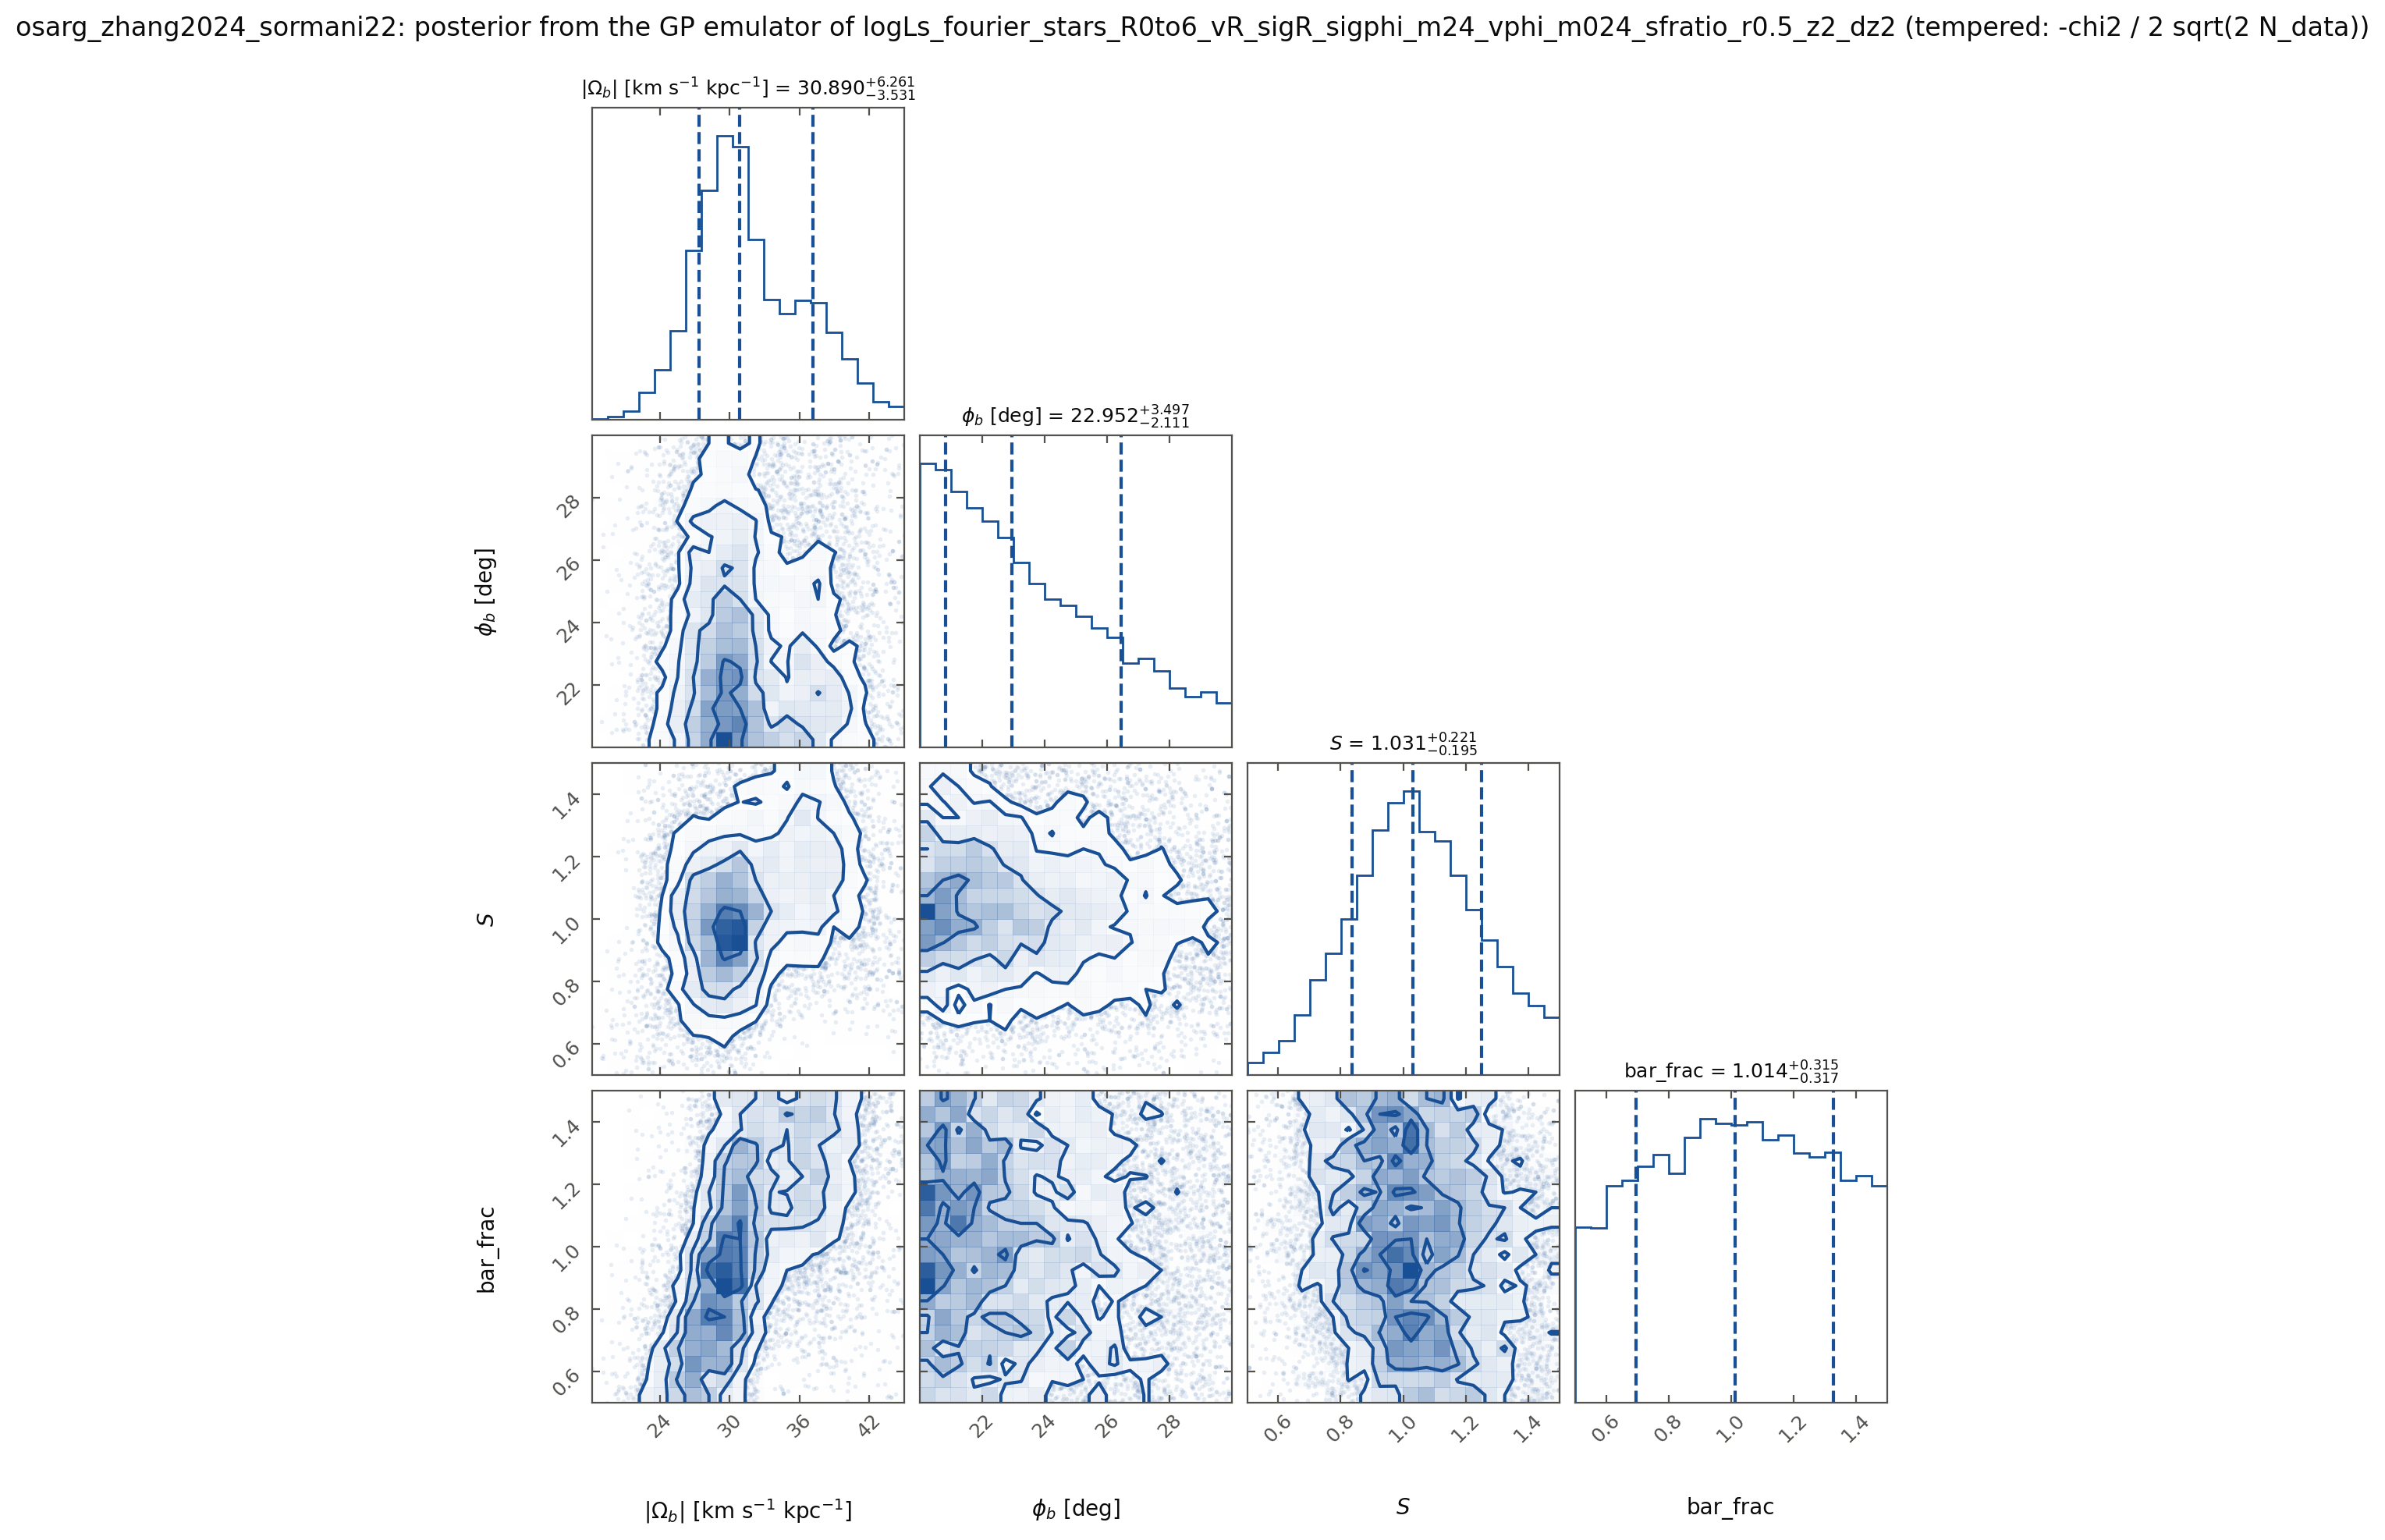 osarg_zhang2024_sormani22: posterior from the GP emulator of logLs_fourier_stars_R0to6_vR_sigR_sigphi_m24_vphi_m024_sfratio_r0.5_z2_dz2 (tempered: -chi2 / 2 sqrt(2 N_data))
|Ω_b| [km s⁻¹ kpc⁻¹] = 30.890^{+6.261}_{−3.531}
ϕ_b [deg] = 22.952^{+3.497}_{−2.111}
28
26
24
22
ϕ_b [deg]
S = 1.031^{+0.221}_{−0.195}
1.4
1.2
1.0
0.8
0.6
S
bar_frac = 1.014^{+0.315}_{−0.317}
1.4
1.2
1.0
0.8
0.6
bar_frac
24 30 36 42 22 24 26 28 0.6 0.8 1.0 1.2 1.4 0.6 0.8 1.0 1.2 1.4
|Ω_b| [km s⁻¹ kpc⁻¹] ϕ_b [deg] S bar_frac